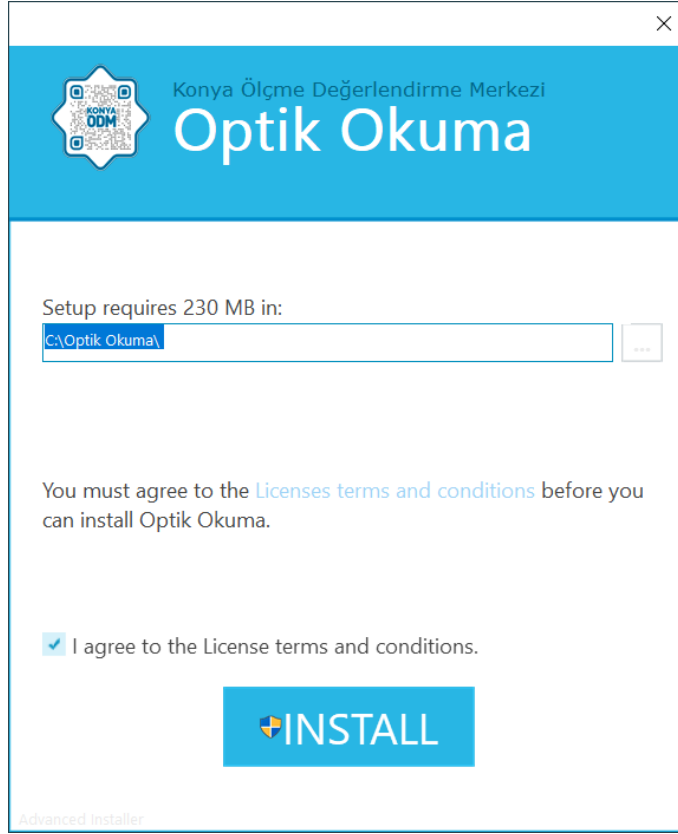 Konya Ölçme Değerlendirme Merkezi
KONYA
ODM
Optik Okuma
Setup requires 230 MB in:
C:\Optik Okuma\
...
You must agree to the Licenses terms and conditions before you
can install Optik Okuma.
I agree to the License terms and conditions.
INSTALL
Advanced Installer